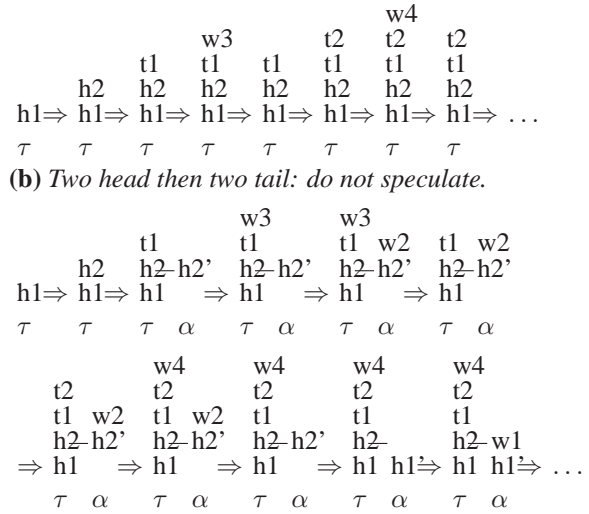 w4
w3 t2 t2 t2
t1 t1 t1 t1 t1 t1
h2 h2 h2 h2 h2 h2 h2
h1⇒ h1⇒ h1⇒ h1⇒ h1⇒ h1⇒ h1⇒ h1⇒ ...
τ τ τ τ τ τ τ τ
(b) Two head then two tail: do not speculate.
w3 w3
t1 t1 t1 w2 t1 w2
h2 h2 h2' h2 h2' h2 h2' h2 h2'
h1⇒ h1⇒ h1 ⇒ h1 ⇒ h1 ⇒ h1
τ τ τ α τ α τ α τ α
w4 w4 w4 w4
t2 t2 t2 t2 t2
t1 w2 t1 w2 t1 t1 t1
h2 h2' h2 h2' h2 h2' h2 h2 w1
⇒ h1 ⇒ h1 ⇒ h1 ⇒ h1 h1'⇒ h1 h1'⇒ ...
τ α τ α τ α τ α τ α